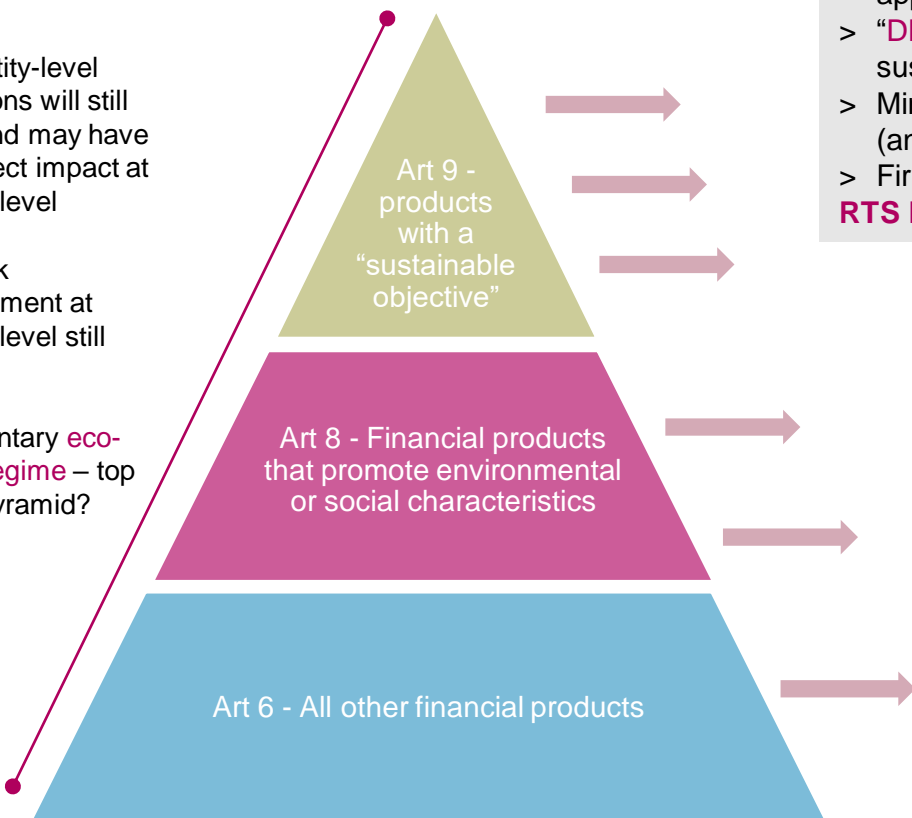 tity-level
ons will still
nd may have
ect impact at
level
k
ment at
level still
ntary eco-
egime – top
yramid?
Art 9 -
products
with a
“sustainable
objective”
Art 8 - Financial products
that promote environmental
or social characteristics
Art 6 - All other financial products
> “D
sus
> Min
(an
> Fir
RTS